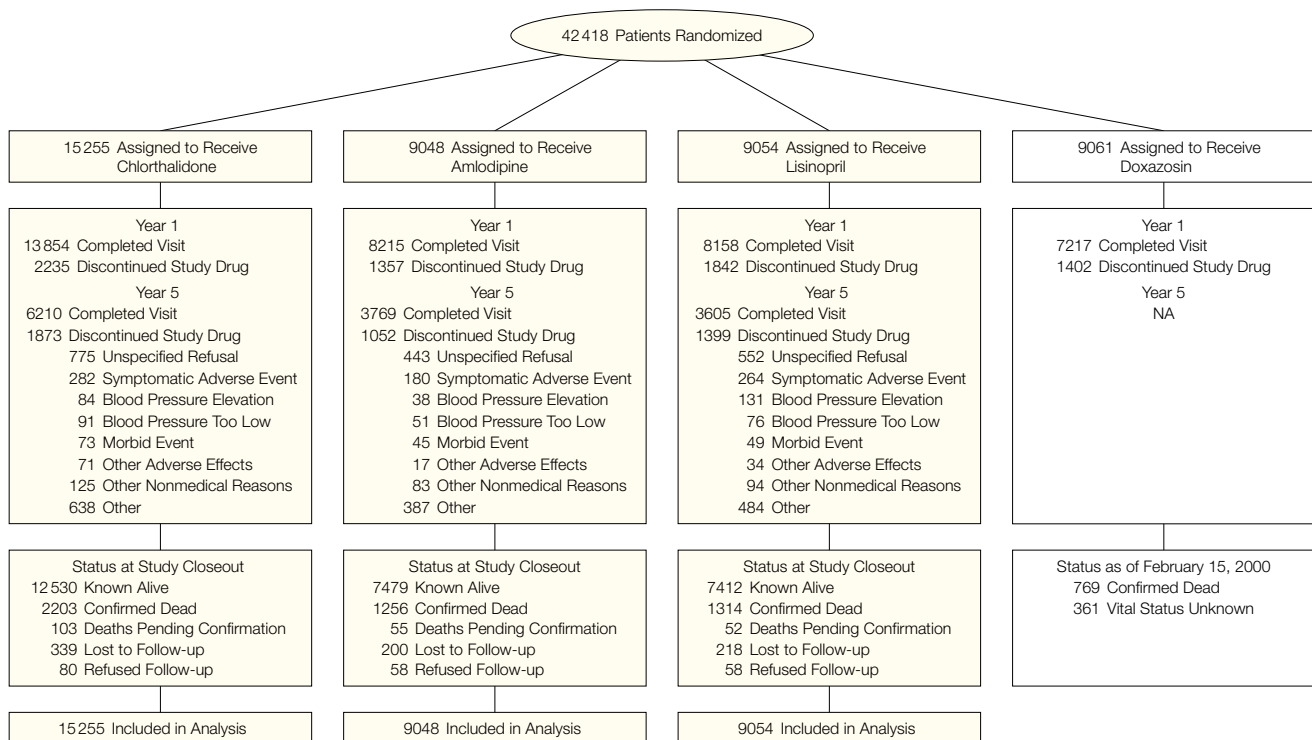 42 418 Patients Randomized
15 255 Assigned to Receive
Chlorthalidone
9048 Assigned to Receive
Amlodipine
9054 Assigned to Receive
Lisinopril
9061 Assigned to Receive
Doxazosin
Year 1
13 854 Completed Visit
2235 Discontinued Study Drug
Year 5
6210 Completed Visit
1873 Discontinued Study Drug
775 Unspecified Refusal
282 Symptomatic Adverse Event
84 Blood Pressure Elevation
91 Blood Pressure Too Low
73 Morbid Event
71 Other Adverse Effects
125 Other Nonmedical Reasons
638 Other
Year 1
8215 Completed Visit
1357 Discontinued Study Drug
Year 5
3769 Completed Visit
1052 Discontinued Study Drug
443 Unspecified Refusal
180 Symptomatic Adverse Event
38 Blood Pressure Elevation
51 Blood Pressure Too Low
45 Morbid Event
17 Other Adverse Effects
83 Other Nonmedical Reasons
387 Other
Year 1
8158 Completed Visit
1842 Discontinued Study Drug
Year 5
3605 Completed Visit
1399 Discontinued Study Drug
552 Unspecified Refusal
264 Symptomatic Adverse Event
131 Blood Pressure Elevation
76 Blood Pressure Too Low
49 Morbid Event
34 Other Adverse Effects
94 Other Nonmedical Reasons
484 Other
Year 1
7217 Completed Visit
1402 Discontinued Study Drug
Year 5
NA
Status at Study Closeout
12 530 Known Alive
2203 Confirmed Dead
103 Deaths Pending Confirmation
339 Lost to Follow-up
80 Refused Follow-up
Status at Study Closeout
7479 Known Alive
1256 Confirmed Dead
55 Deaths Pending Confirmation
200 Lost to Follow-up
58 Refused Follow-up
Status at Study Closeout
7412 Known Alive
1314 Confirmed Dead
52 Deaths Pending Confirmation
218 Lost to Follow-up
58 Refused Follow-up
Status as of February 15, 2000
769 Confirmed Dead
361 Vital Status Unknown
15 255 Included in Analysis
9048 Included in Analysis
9054 Included in Analysis